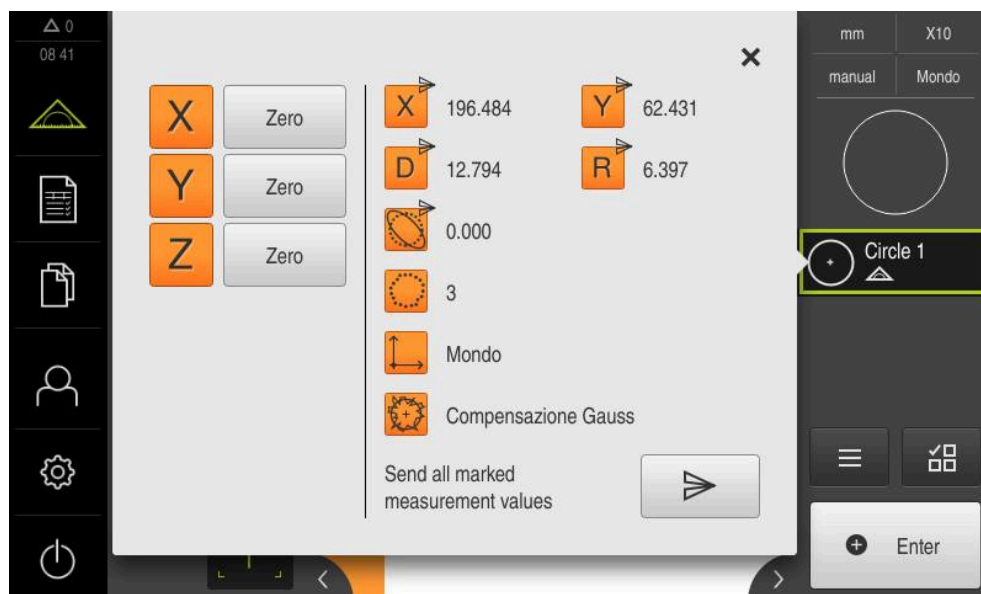 0
08 41
mm X10
manual Mondo
X Zero
Y Zero
Z Zero
X 196.484 Y 62.431
D 12.794 R 6.397
0.000
3
Mondo
Compensazione Gauss
Send all marked
measurement values
Circle 1
Enter